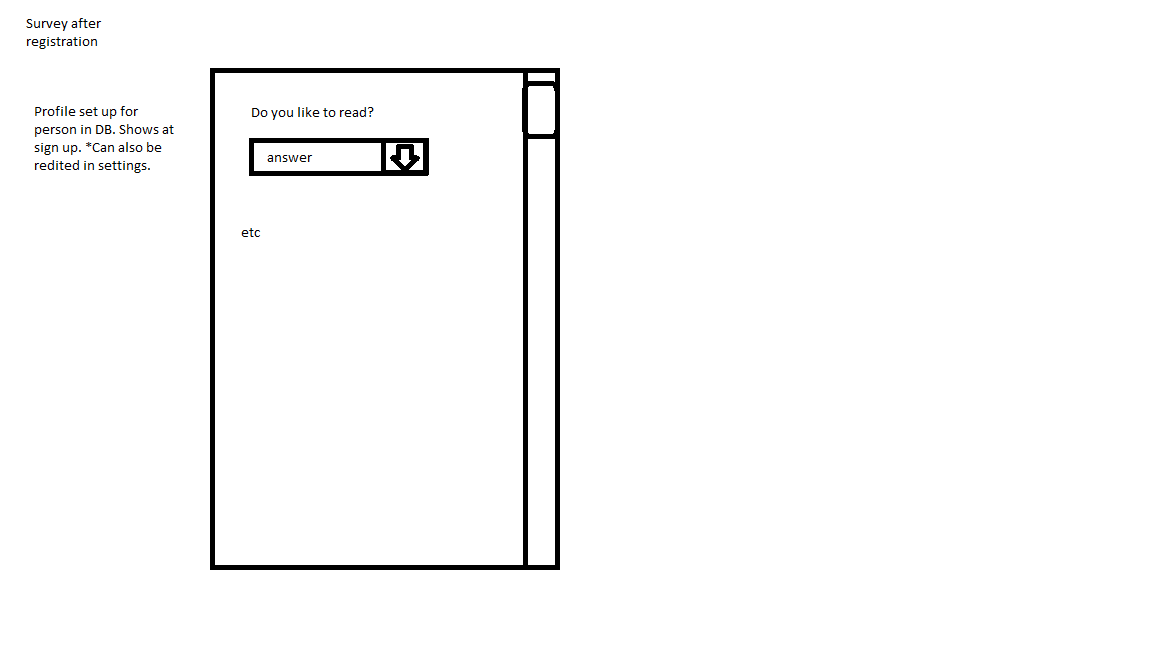 Survey after
registration
Profile set up for
person in DB. Shows at
sign up. *Can also be
redited in settings.
Do you like to read?
answer
etc